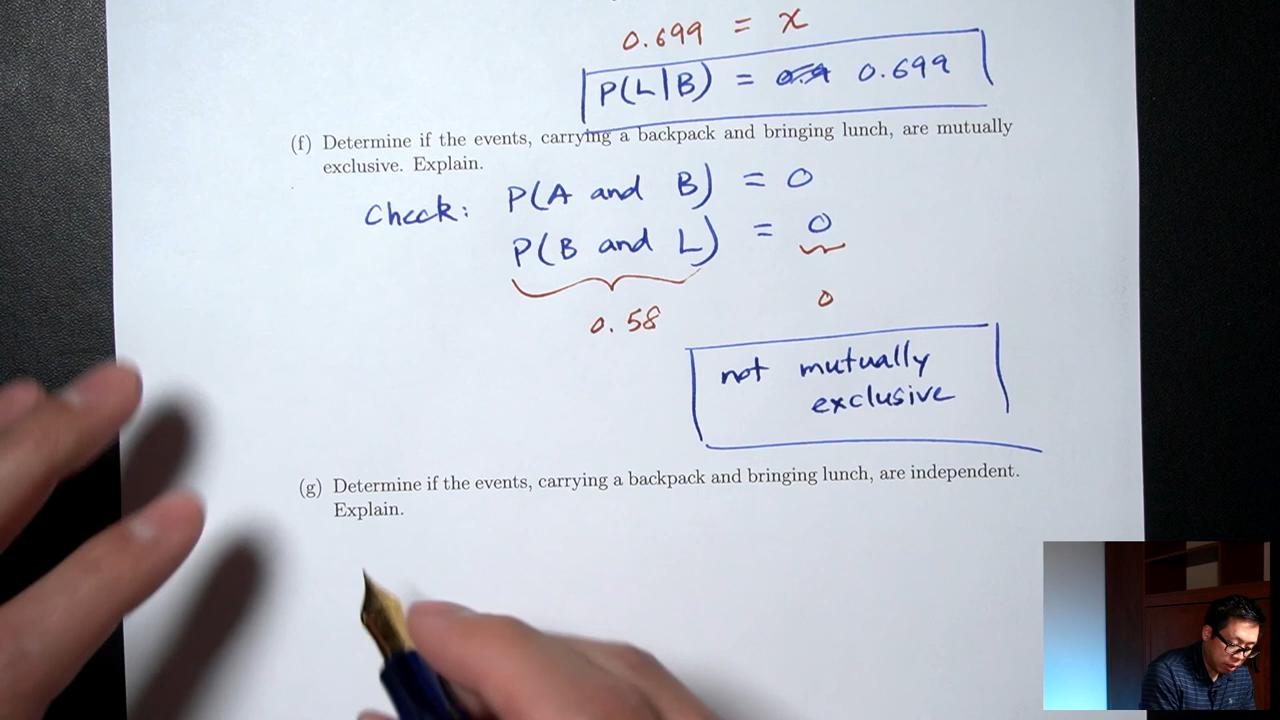 0.699 = x
P(L|B) = 0.699
(f) Determine if the events, carrying a backpack and bringing lunch, are mutually
exclusive. Explain.
Check: P(A and B) = 0
P(B and L) = 0
0.58 0
not mutually
exclusive
(g) Determine if the events, carrying a backpack and bringing lunch, are independent.
Explain.